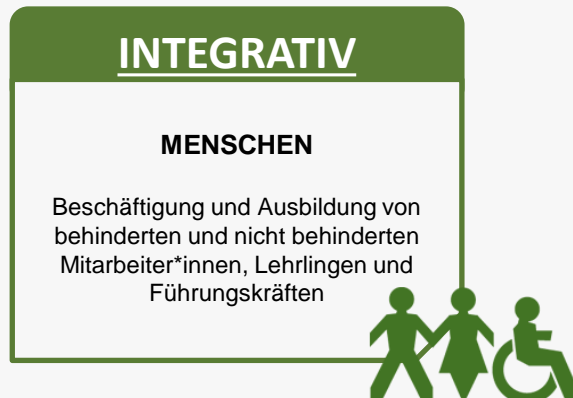 INTEGRATIV
MENSCHEN
Beschäftigung und Ausbildung von
behinderten und nicht behinderten
Mitarbeiter*innen, Lehrlingen und
Führungskräften